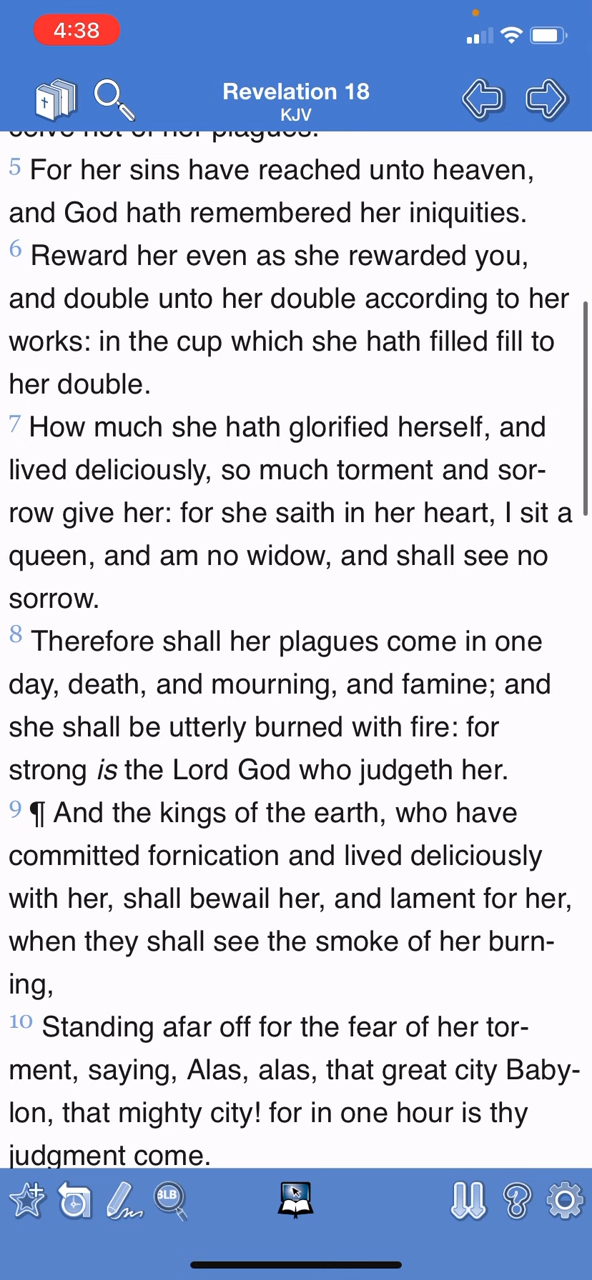 4:38
Revelation 18
KJV
ceive not of her plagues.
5 For her sins have reached unto heaven,
and God hath remembered her iniquities.
6 Reward her even as she rewarded you,
and double unto her double according to her
works: in the cup which she hath filled fill to
her double.
7 How much she hath glorified herself, and
lived deliciously, so much torment and sor-
row give her: for she saith in her heart, I sit a
queen, and am no widow, and shall see no
sorrow.
8 Therefore shall her plagues come in one
day, death, and mourning, and famine; and
she shall be utterly burned with fire: for
strong is the Lord God who judgeth her.
9 ¶ And the kings of the earth, who have
committed fornication and lived deliciously
with her, shall bewail her, and lament for her,
when they shall see the smoke of her burn-
ing,
10 Standing afar off for the fear of her tor-
ment, saying, Alas, alas, that great city Baby-
lon, that mighty city! for in one hour is thy
judgment come.
BLB